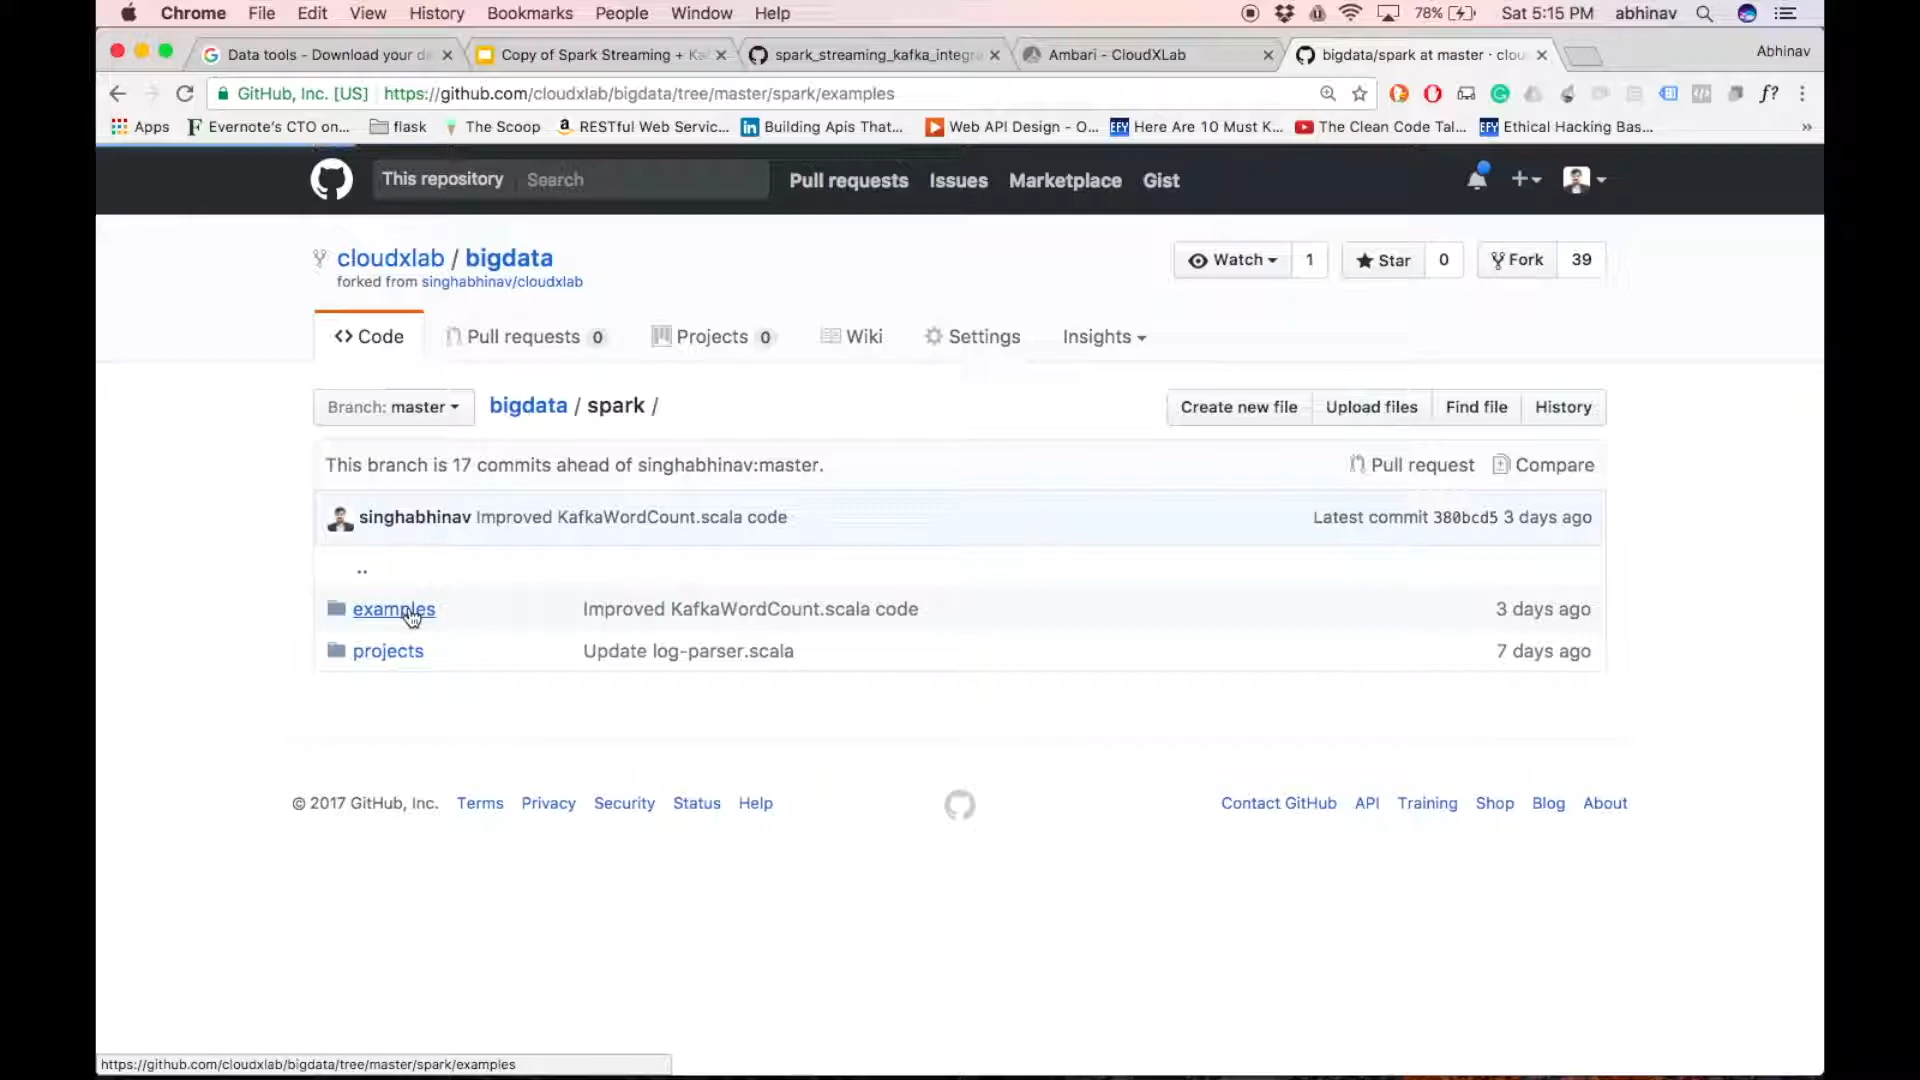 Chrome File Edit View History Bookmarks People Window Help 78% Sat 5:15 PM abhinav
Data tools - Download your d Copy of Spark Streaming + Ka spark_streaming_kafka_integra Ambari - CloudXLab bigdata/spark at master · clou Abhinav
GitHub, Inc. [US] https://github.com/cloudxlab/bigdata/tree/master/spark/examples f?
Apps Evernote's CTO on... flask The Scoop RESTful Web Servic... Building Apis That... Web API Design - O... EFY Here Are 10 Must K... The Clean Code Tal... EFY Ethical Hacking Bas... »
This repository Search Pull requests Issues Marketplace Gist
cloudxlab / bigdata Watch 1 Star 0 Fork 39
forked from singhabhinav/cloudxlab
<> Code Pull requests 0 Projects 0 Wiki Settings Insights
Branch: master bigdata / spark / Create new file Upload files Find file History
This branch is 17 commits ahead of singhabhinav:master. Pull request Compare
singhabhinav Improved KafkaWordCount.scala code Latest commit 380bcd5 3 days ago
..
examples Improved KafkaWordCount.scala code 3 days ago
projects Update log-parser.scala 7 days ago
© 2017 GitHub, Inc. Terms Privacy Security Status Help Contact GitHub API Training Shop Blog About
https://github.com/cloudxlab/bigdata/tree/master/spark/examples